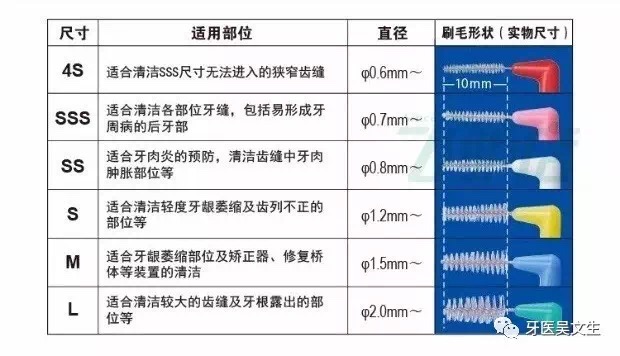 尺寸 适用部位 直径 刷毛形状（实物尺寸）
4S 适合清洁SSS尺寸无法进入的狭窄齿缝 φ0.6mm～
10mm
SSS 适合清洁各部位牙缝，包括易形成牙 φ0.7mm～
周病的后牙部
SS 适合牙肉炎的预防，清洁齿缝中牙肉 φ0.8mm～
肿胀部位等
S 适合清洁轻度牙龈萎缩及齿列不正的 φ1.2mm～
部位等
M 适合牙龈萎缩部位及矫正器、修复桥 φ1.5mm～
体等装置的清洁
L 适合清洁较大的齿缝及牙根露出的部 φ2.0mm～
位等
牙医吴文生